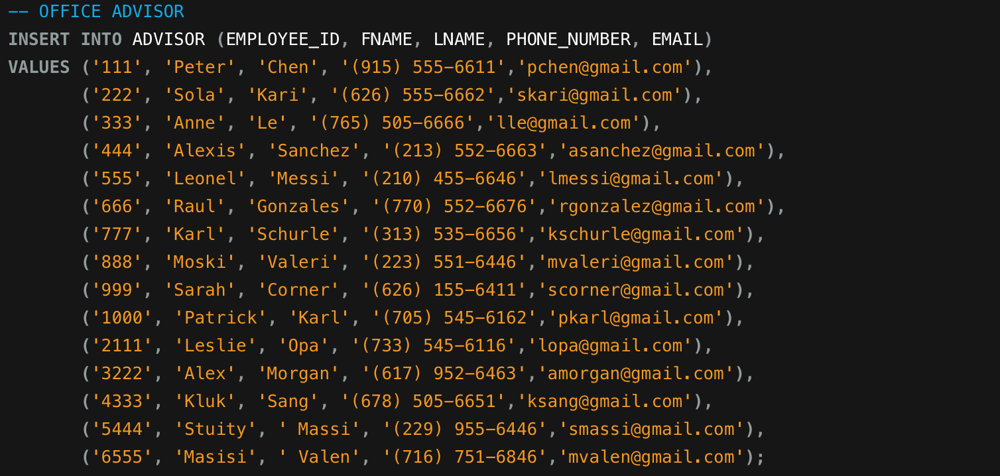 -- OFFICE ADVISOR
INSERT INTO ADVISOR (EMPLOYEE_ID, FNAME, LNAME, PHONE_NUMBER, EMAIL)
VALUES ('111', 'Peter', 'Chen', '(915) 555-6611','pchen@gmail.com'),
('222', 'Sola', 'Kari', '(626) 555-6662','skari@gmail.com'),
('333', 'Anne', 'Le', '(765) 505-6666','lle@gmail.com'),
('444', 'Alexis', 'Sanchez', '(213) 552-6663','asanchez@gmail.com'),
('555', 'Leonel', 'Messi', '(210) 455-6646','lmessi@gmail.com'),
('666', 'Raul', 'Gonzales', '(770) 552-6676','rgonzalez@gmail.com'),
('777', 'Karl', 'Schurle', '(313) 535-6656','kschurle@gmail.com'),
('888', 'Moski', 'Valeri', '(223) 551-6446','mvaleri@gmail.com'),
('999', 'Sarah', 'Corner', '(626) 155-6411','scorner@gmail.com'),
('1000', 'Patrick', 'Karl', '(705) 545-6162','pkarl@gmail.com'),
('2111', 'Leslie', 'Opa', '(733) 545-6116','lopa@gmail.com'),
('3222', 'Alex', 'Morgan', '(617) 952-6463','amorgan@gmail.com'),
('4333', 'Kluk', 'Sang', '(678) 505-6651','ksang@gmail.com'),
('5444', 'Stuity', ' Massi', '(229) 955-6446','smassi@gmail.com'),
('6555', 'Masisi', ' Valen', '(716) 751-6846','mvalen@gmail.com');